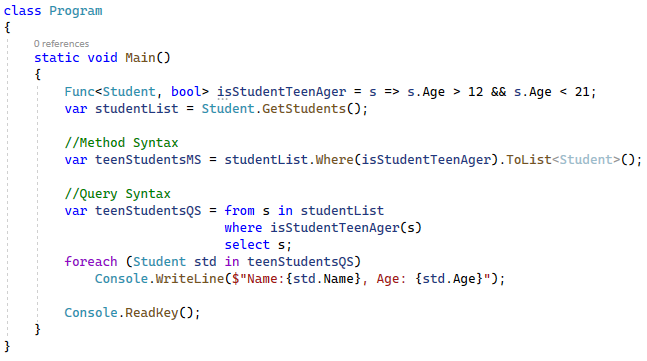 class Program
{
0 references
static void Main()
{
Func<Student, bool> isStudentTeenAger = s => s.Age > 12 && s.Age < 21;
var studentList = Student.GetStudents();
//Method Syntax
var teenStudentsMS = studentList.Where(isStudentTeenAger).ToList<Student>();
//Query Syntax
var teenStudentsQS = from s in studentList
where isStudentTeenAger(s)
select s;
foreach (Student std in teenStudentsQS)
Console.WriteLine($"Name:{std.Name}, Age: {std.Age}");
Console.ReadKey();
}
}